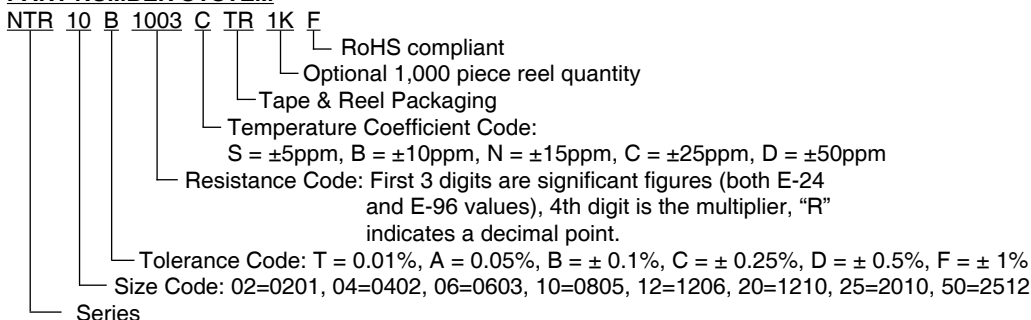 NTR 10 B 1003 C TR 1K F
RoHS compliant
Optional 1,000 piece reel quantity
Tape & Reel Packaging
Temperature Coefficient Code:
S = ±5ppm, B = ±10ppm, N = ±15ppm, C = ±25ppm, D = ±50ppm
Resistance Code: First 3 digits are significant figures (both E-24
and E-96 values), 4th digit is the multiplier, “R”
indicates a decimal point.
Tolerance Code: T = 0.01%, A = 0.05%, B = ± 0.1%, C = ± 0.25%, D = ± 0.5%, F = ± 1%
Size Code: 02=0201, 04=0402, 06=0603, 10=0805, 12=1206, 20=1210, 25=2010, 50=2512
Series